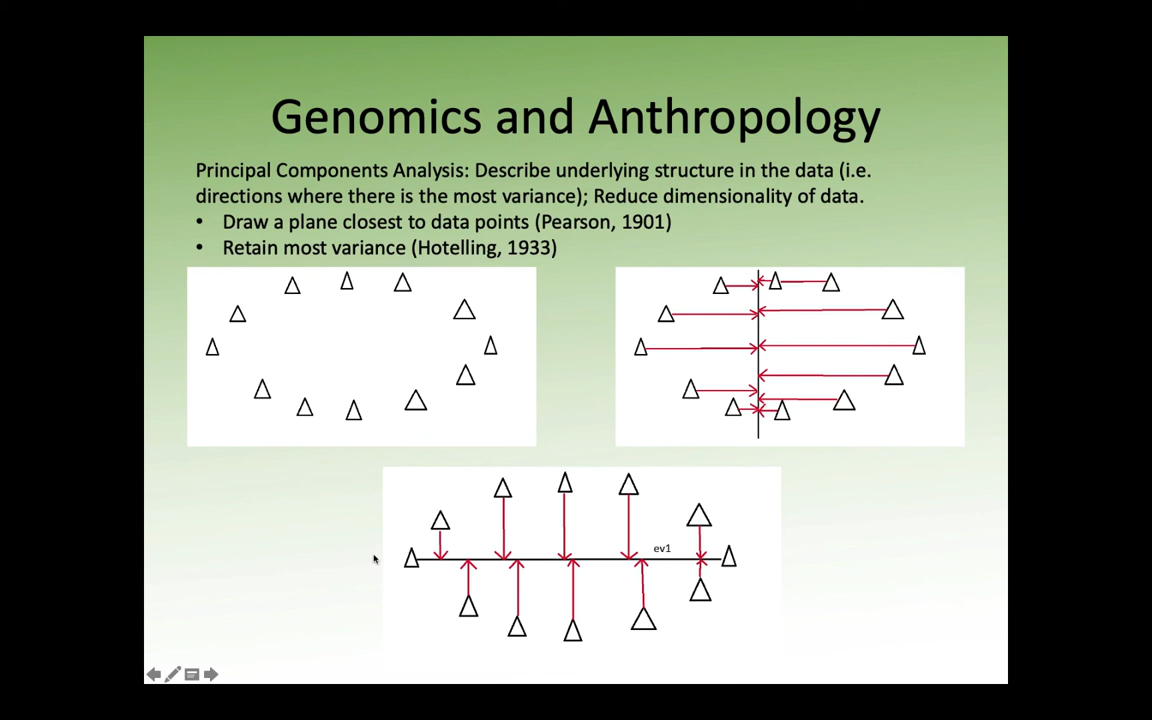 Genomics and Anthropology
Principal Components Analysis: Describe underlying structure in the data (i.e.
directions where there is the most variance); Reduce dimensionality of data.
• Draw a plane closest to data points (Pearson, 1901)
• Retain most variance (Hotelling, 1933)
ev1